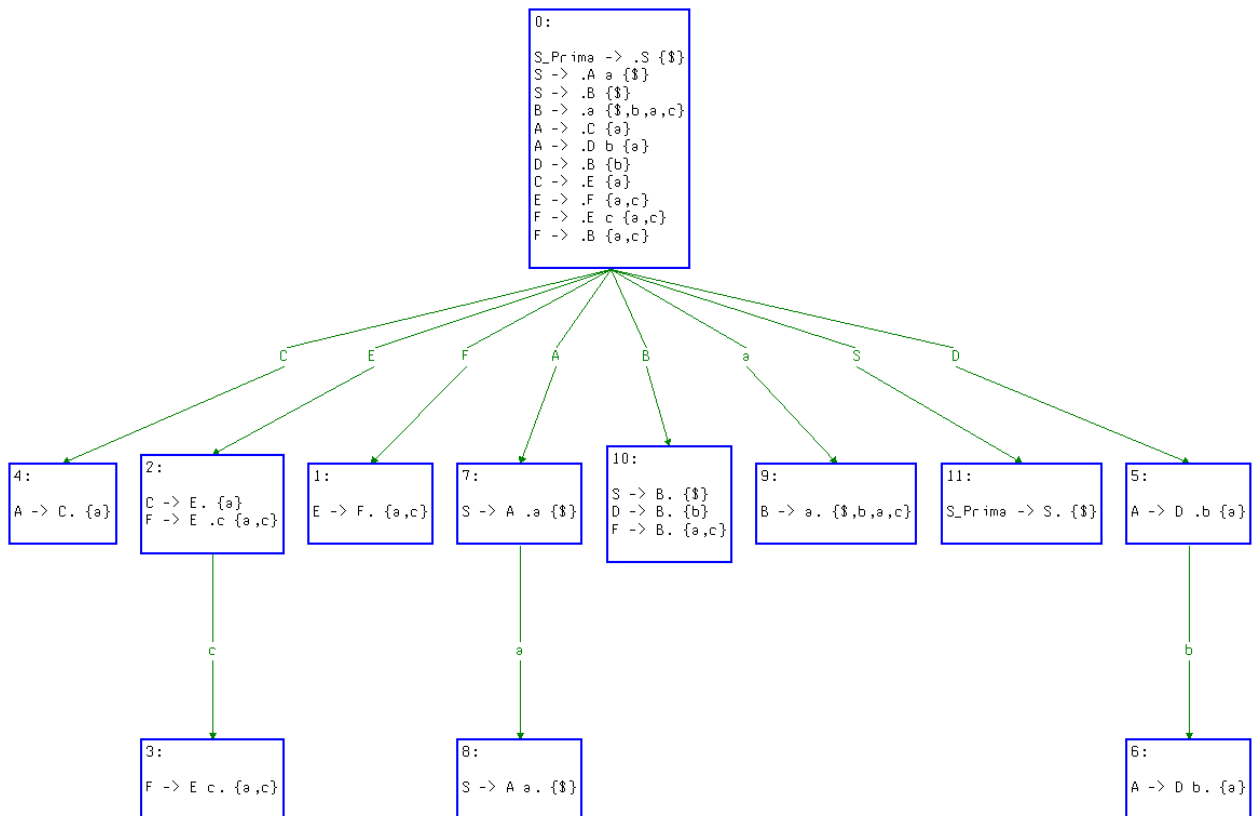 0:
S_Prima -> .S {$}
S -> .A a {$}
S -> .B {$}
B -> .a {$,b,a,c}
A -> .C {a}
A -> .D b {a}
D -> .B {b}
C -> .E {a}
E -> .F {a,c}
F -> .E c {a,c}
F -> .B {a,c}
C
E
F
A
B
a
S
D
4:
A -> C. {a}
2:
C -> E. {a}
F -> E .c {a,c}
1:
E -> F. {a,c}
7:
S -> A .a {$}
10:
S -> B. {$}
D -> B. {b}
F -> B. {a,c}
9:
B -> a. {$,b,a,c}
11:
S_Prima -> S. {$}
5:
A -> D .b {a}
c
a
b
3:
F -> E c. {a,c}
8:
S -> A a. {$}
6:
A -> D b. {a}